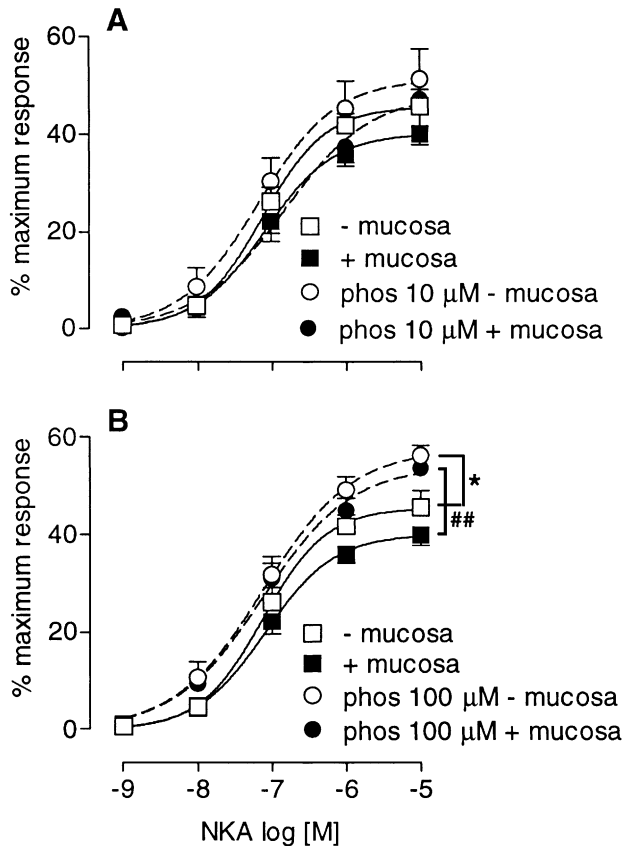 A
% maximum response
60
40
20
0
- mucosa
+ mucosa
phos 10 µM - mucosa
phos 10 µM + mucosa
B
% maximum response
60
40
20
0
*
##
- mucosa
+ mucosa
phos 100 µM - mucosa
phos 100 µM + mucosa
-9 -8 -7 -6 -5
NKA log [M]